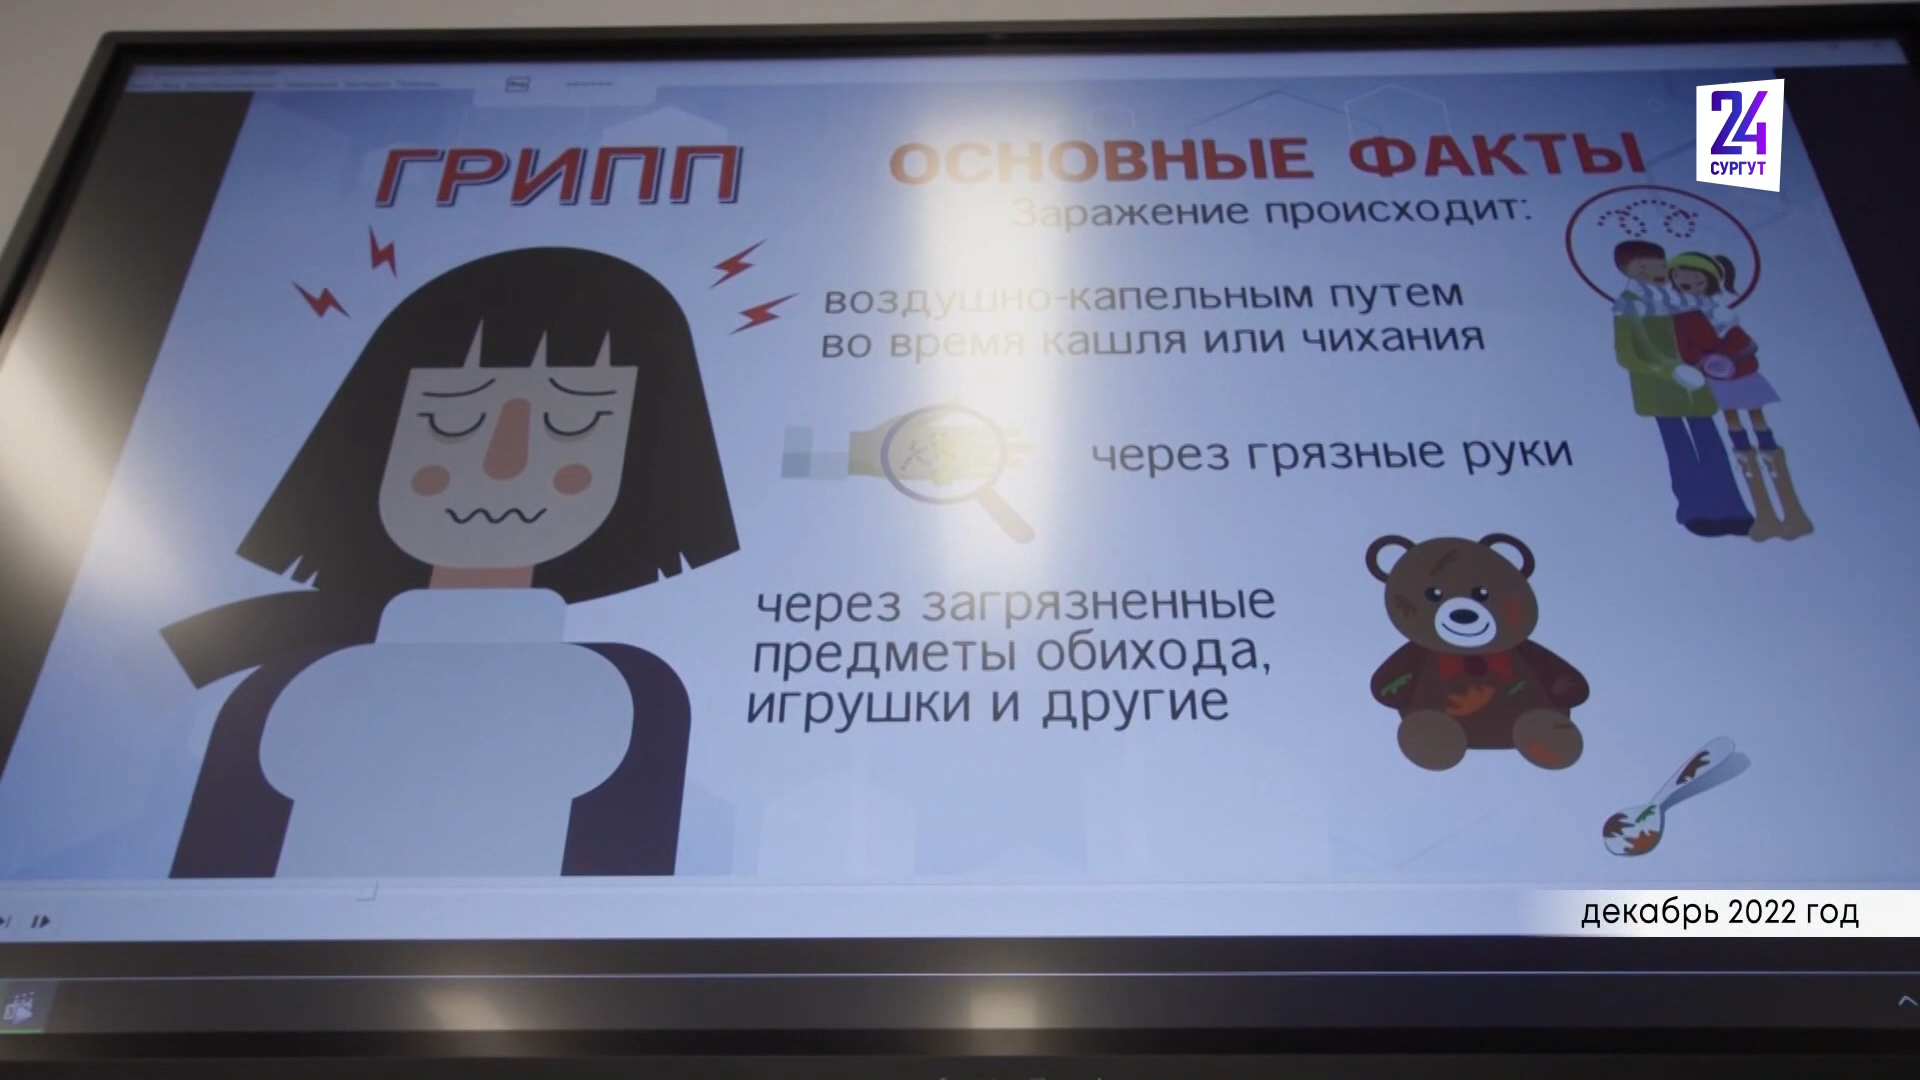 24
СУРГУТ
ГРИПП
ОСНОВНЫЕ ФАКТЫ
Заражение происходит:
воздушно-капельным путем
во время кашля или чихания
через грязные руки
через загрязненные
предметы обихода,
игрушки и другие
декабрь 2022 год